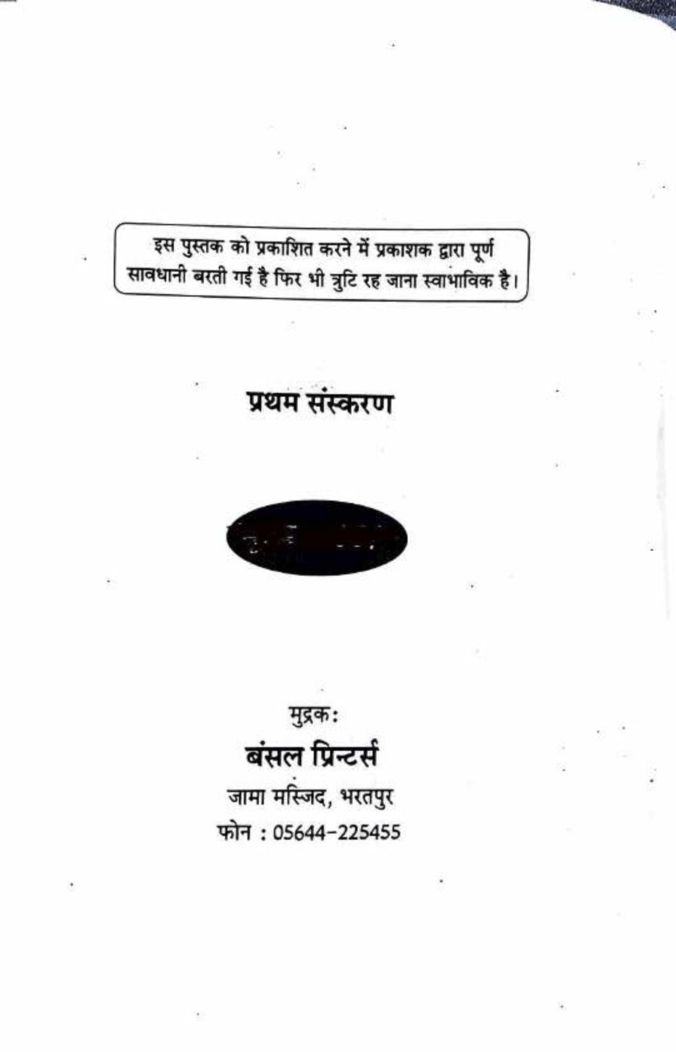 इस पुस्तक को प्रकाशित करने में प्रकाशक द्वारा पूर्ण
सावधानी बरती गई है फिर भी त्रुटि रह जाना स्वाभाविक है।
प्रथम संस्करण
मुद्रक:
बंसल प्रिन्टर्स
जामा मस्जिद, भरतपुर
फोन : 05644-225455